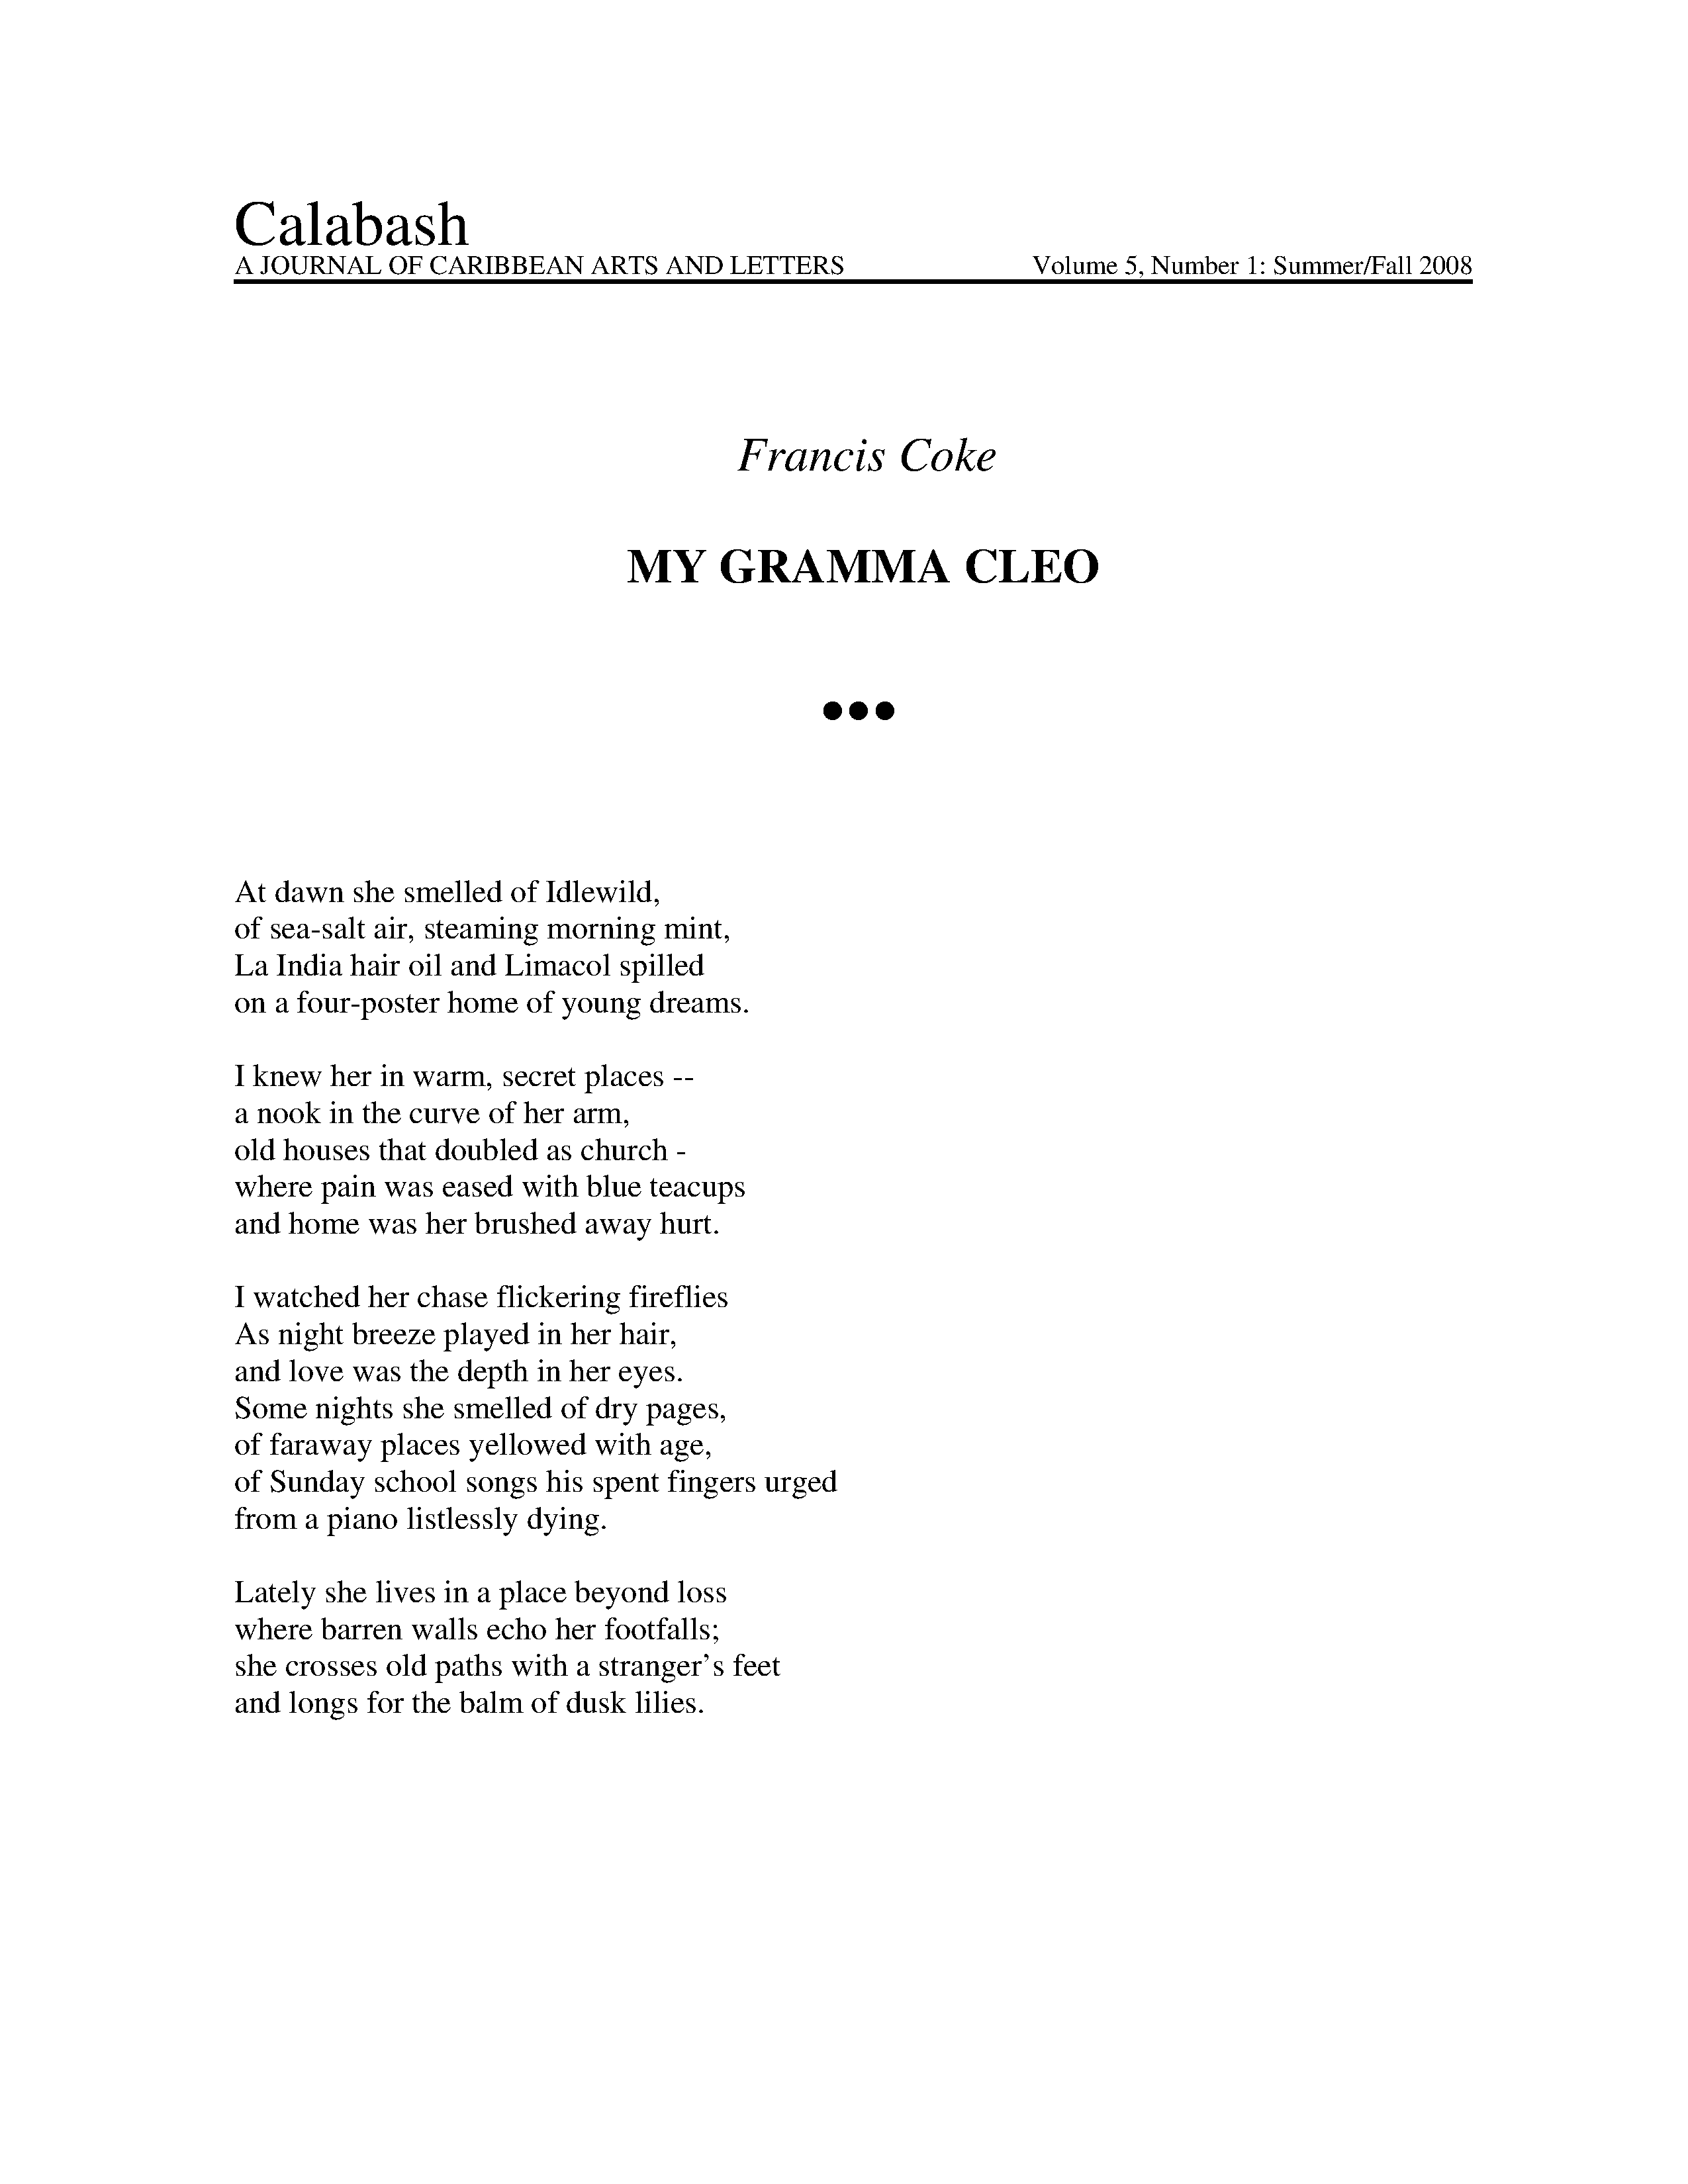 Calabash
A JOURNAL OF CARIBBEAN ARTS AND LETTERS Volume 5, Number 1: Summer/Fall 2008
Francis Coke
MY GRAMMA CLEO
●●●
At dawn she smelled of Idlewild,
of sea-salt air, steaming morning mint,
La India hair oil and Limacol spilled
on a four-poster home of young dreams.
I knew her in warm, secret places --
a nook in the curve of her arm,
old houses that doubled as church -
where pain was eased with blue teacups
and home was her brushed away hurt.
I watched her chase flickering fireflies
As night breeze played in her hair,
and love was the depth in her eyes.
Some nights she smelled of dry pages,
of faraway places yellowed with age,
of Sunday school songs his spent fingers urged
from a piano listlessly dying.
Lately she lives in a place beyond loss
where barren walls echo her footfalls;
she crosses old paths with a stranger's feet
and longs for the balm of dusk lilies.